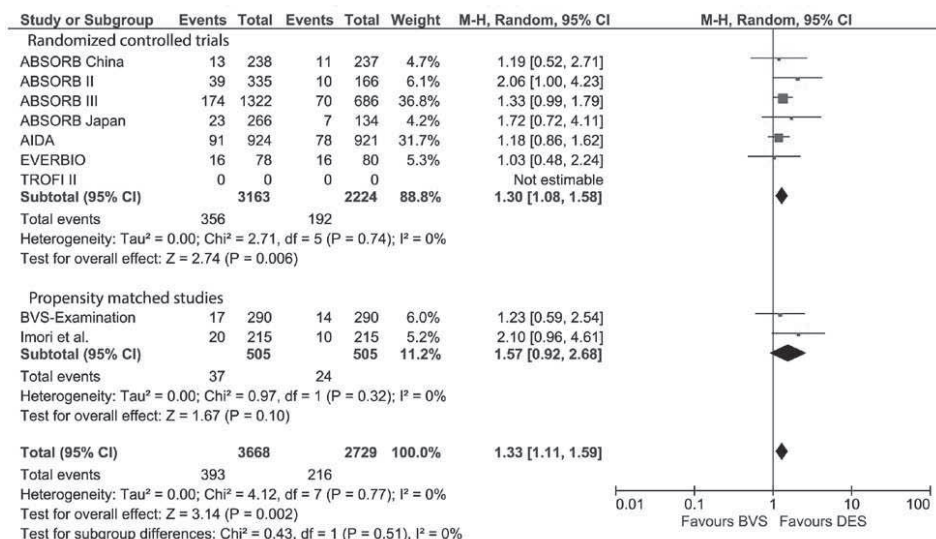 Study or Subgroup Events Total Events Total Weight M-H, Random, 95% CI M-H, Random, 95% CI
Randomized controlled trials
ABSORB China 13 238 11 237 4.7% 1.19 [0.52, 2.71]
ABSORB II 39 335 10 166 6.1% 2.06 [1.00, 4.23]
ABSORB III 174 1322 70 686 36.8% 1.33 [0.99, 1.79]
ABSORB Japan 23 266 7 134 4.2% 1.72 [0.72, 4.11]
AIDA 91 924 78 921 31.7% 1.18 [0.86, 1.62]
EVERBIO 16 78 16 80 5.3% 1.03 [0.48, 2.24]
TROFI II 0 0 0 0 Not estimable
Subtotal (95% CI) 3163 2224 88.8% 1.30 [1.08, 1.58]
Total events 356 192
Heterogeneity: Tau² = 0.00; Chi² = 2.71, df = 5 (P = 0.74); I² = 0%
Test for overall effect: Z = 2.74 (P = 0.006)
Propensity matched studies
BVS-Examination 17 290 14 290 6.0% 1.23 [0.59, 2.54]
Imori et al. 20 215 10 215 5.2% 2.10 [0.96, 4.61]
Subtotal (95% CI) 505 505 11.2% 1.57 [0.92, 2.68]
Total events 37 24
Heterogeneity: Tau² = 0.00; Chi² = 0.97, df = 1 (P = 0.32); I² = 0%
Test for overall effect: Z = 1.67 (P = 0.10)
Total (95% CI) 3668 2729 100.0% 1.33 [1.11, 1.59]
Total events 393 216
Heterogeneity: Tau² = 0.00; Chi² = 4.12, df = 7 (P = 0.77); I² = 0%
Test for overall effect: Z = 3.14 (P = 0.002)
Test for subgroup differences: Chi² = 0.43, df = 1 (P = 0.51), I² = 0%
0.01 0.1 1 10 100
Favours BVS Favours DES